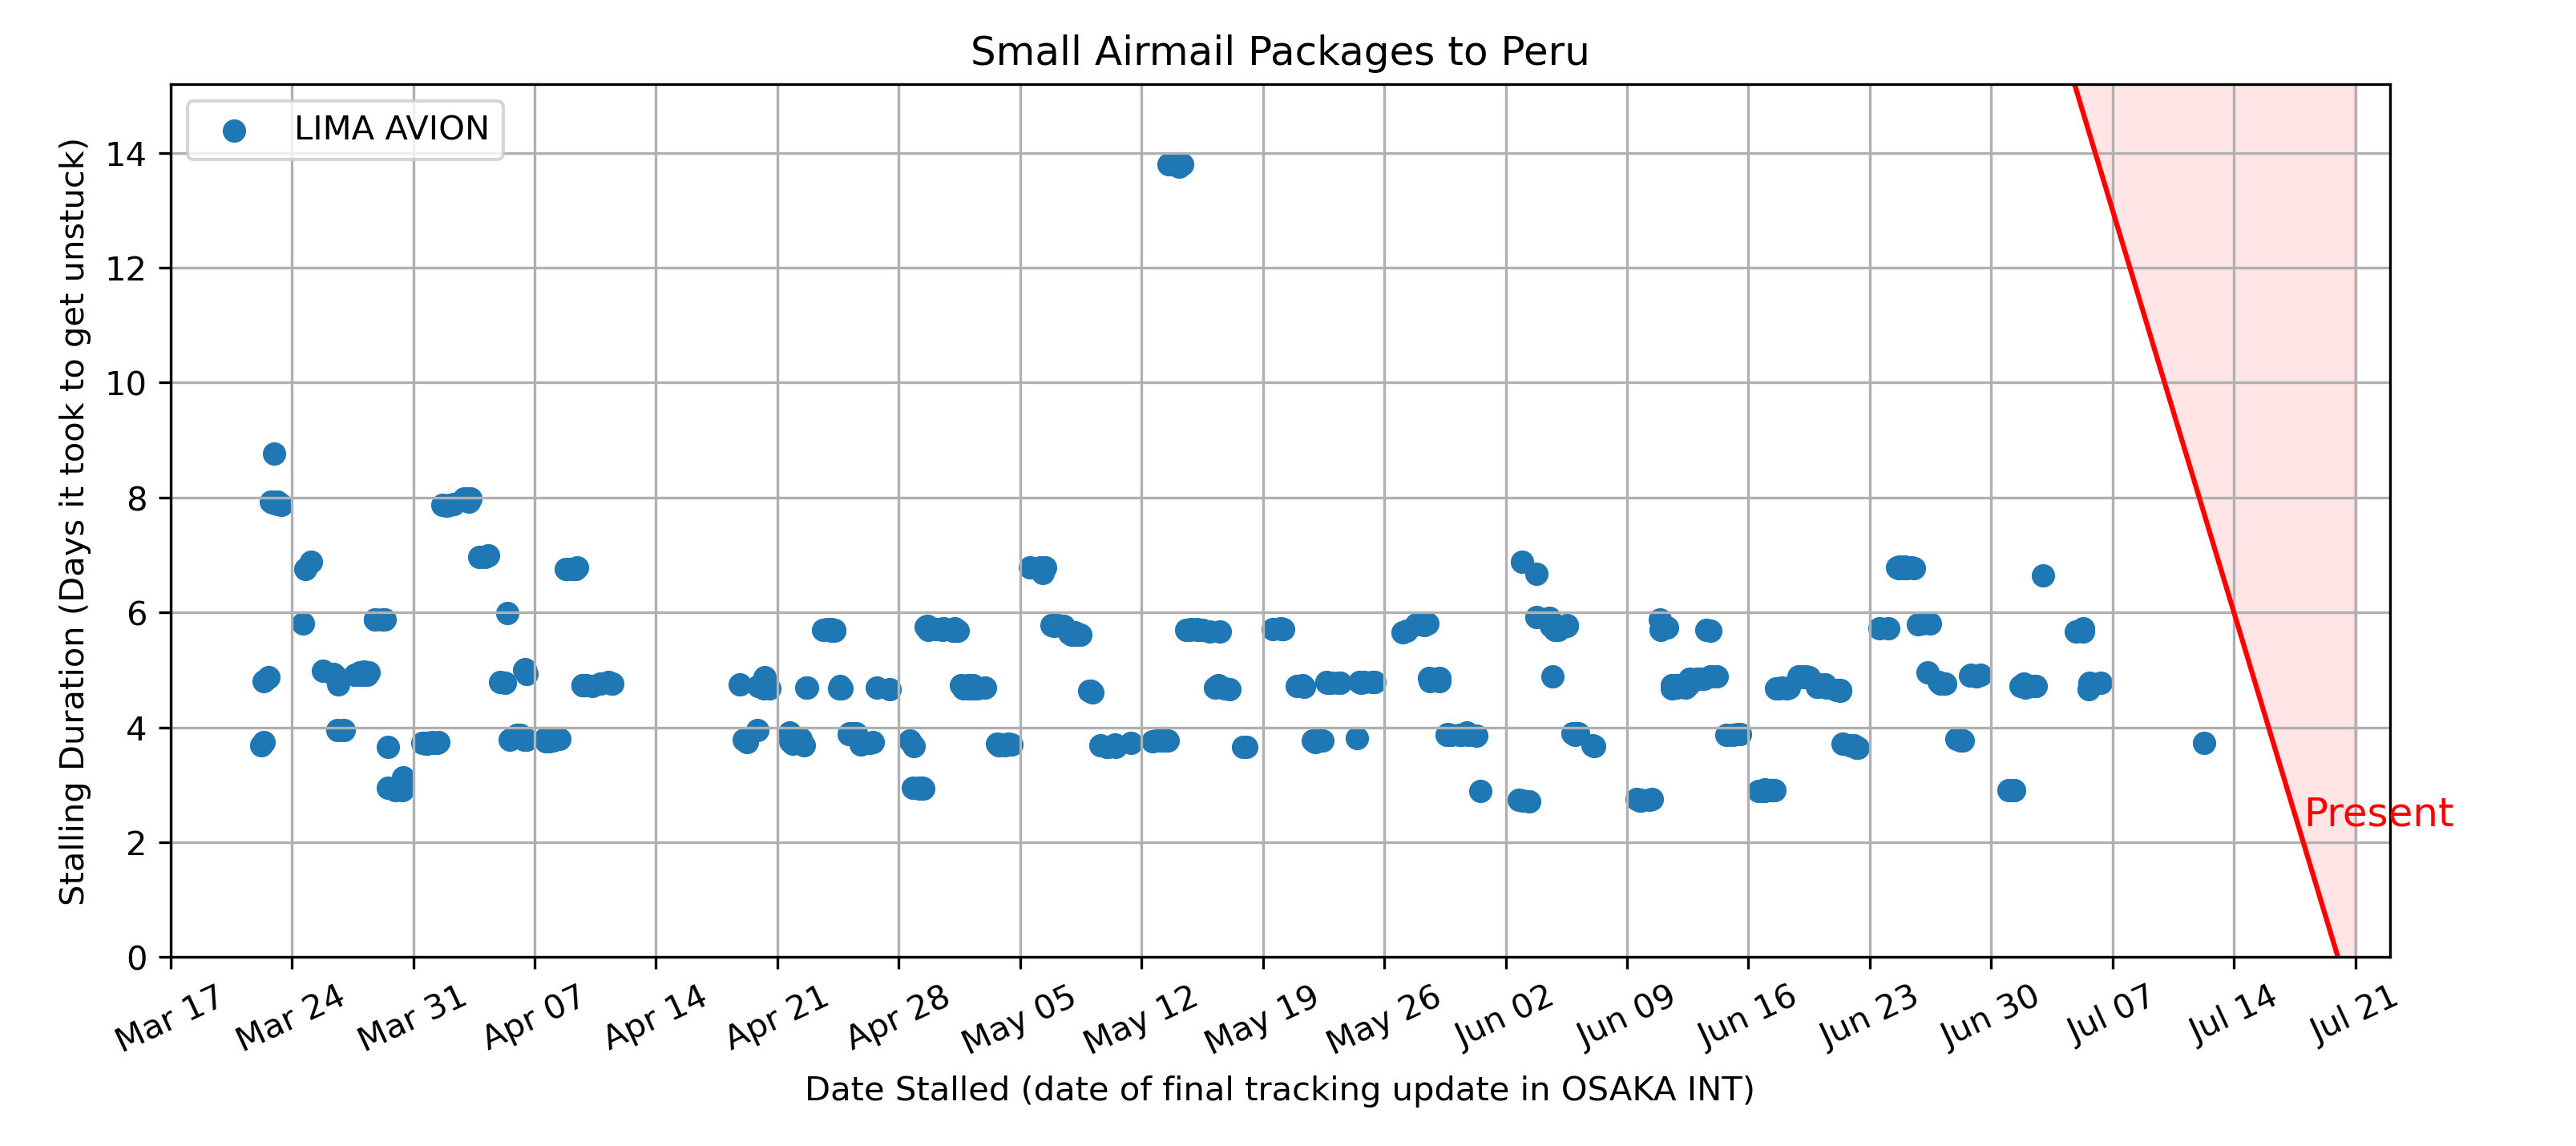 Small Airmail Packages to Peru
LIMA AVION
Stalling Duration (Days it took to get unstuck)
14
12
10
8
6
4
2
0
Present
Mar 17
Mar 24
Mar 31
Apr 07
Apr 14
Apr 21
Apr 28
May 05
May 12
May 19
May 26
Jun 02
Jun 09
Jun 16
Jun 23
Jun 30
Jul 07
Jul 14
Jul 21
Date Stalled (date of final tracking update in OSAKA INT)